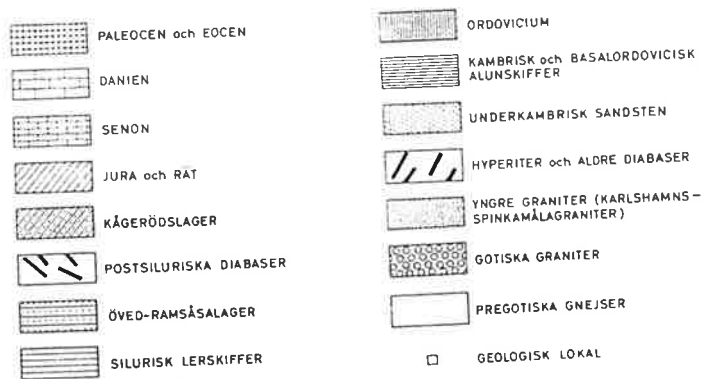 PALEOCEN och EOCEN
DANIEN
SENON
JURA och RÄT
KÅGERÖDSLAGER
POSTSILURISKA DIABASER
ÖVED-RAMSÅSALAGER
SILURISK LERSKIFFER
ORDOVICIUM
KAMBRISK och BASALORDOVICISK
ALUNSKIFFER
UNDERKAMBRISK SANDSTEN
HYPERITER och ÄLDRE DIABASER
YNGRE GRANITER (KARLSHAMNS-
SPINKAMÅLAGRANITER)
GOTISKA GRANITER
PREGOTISKA GNEJSER
GEOLOGISK LOKAL